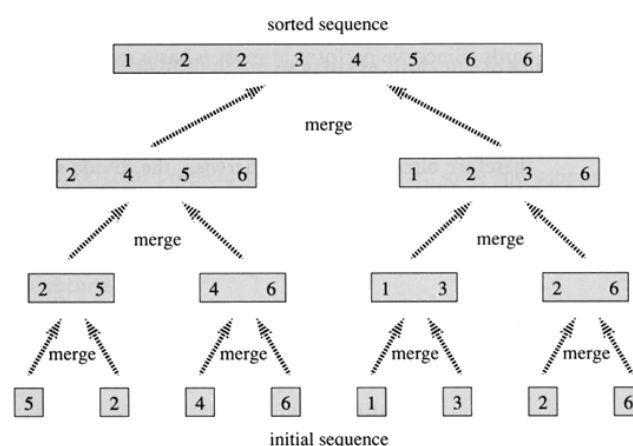 sorted sequence
1 2 2 3 4 5 6 6
merge
2 4 5 6
1 2 3 6
merge
merge
2 5
4 6
1 3
2 6
merge
merge
merge
merge
5 2 4 6 1 3 2 6
initial sequence